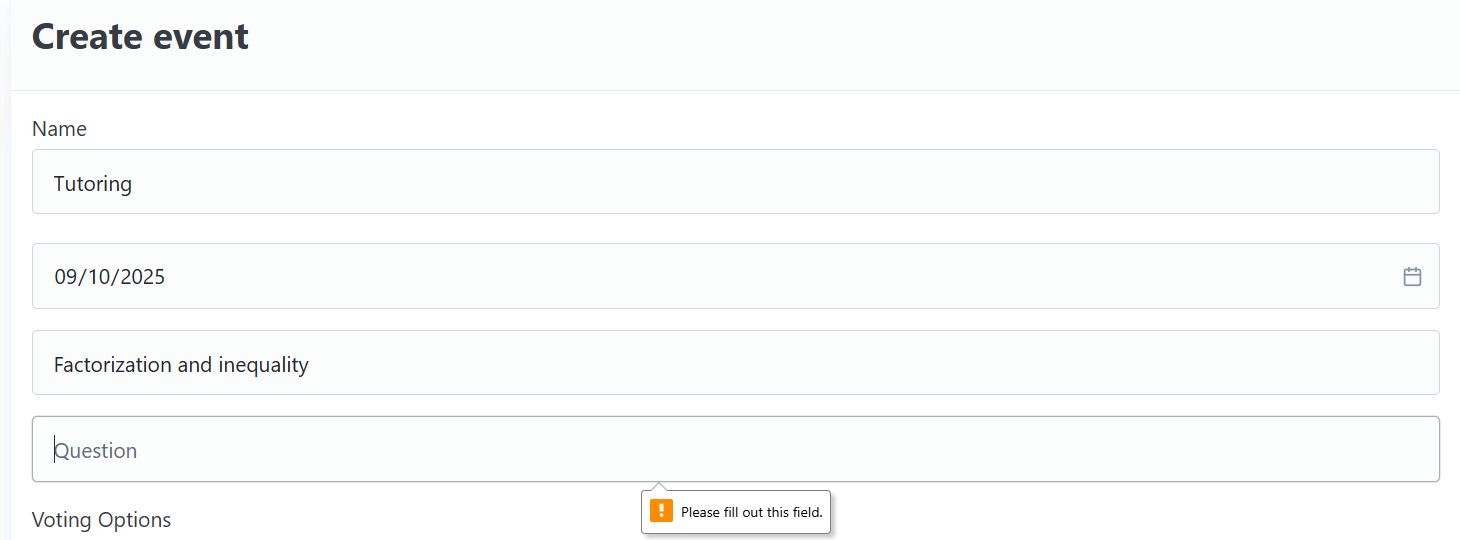 Create event
Name
Tutoring
09/10/2025
Factorization and inequality
Question
! Please fill out this field.
Voting Options